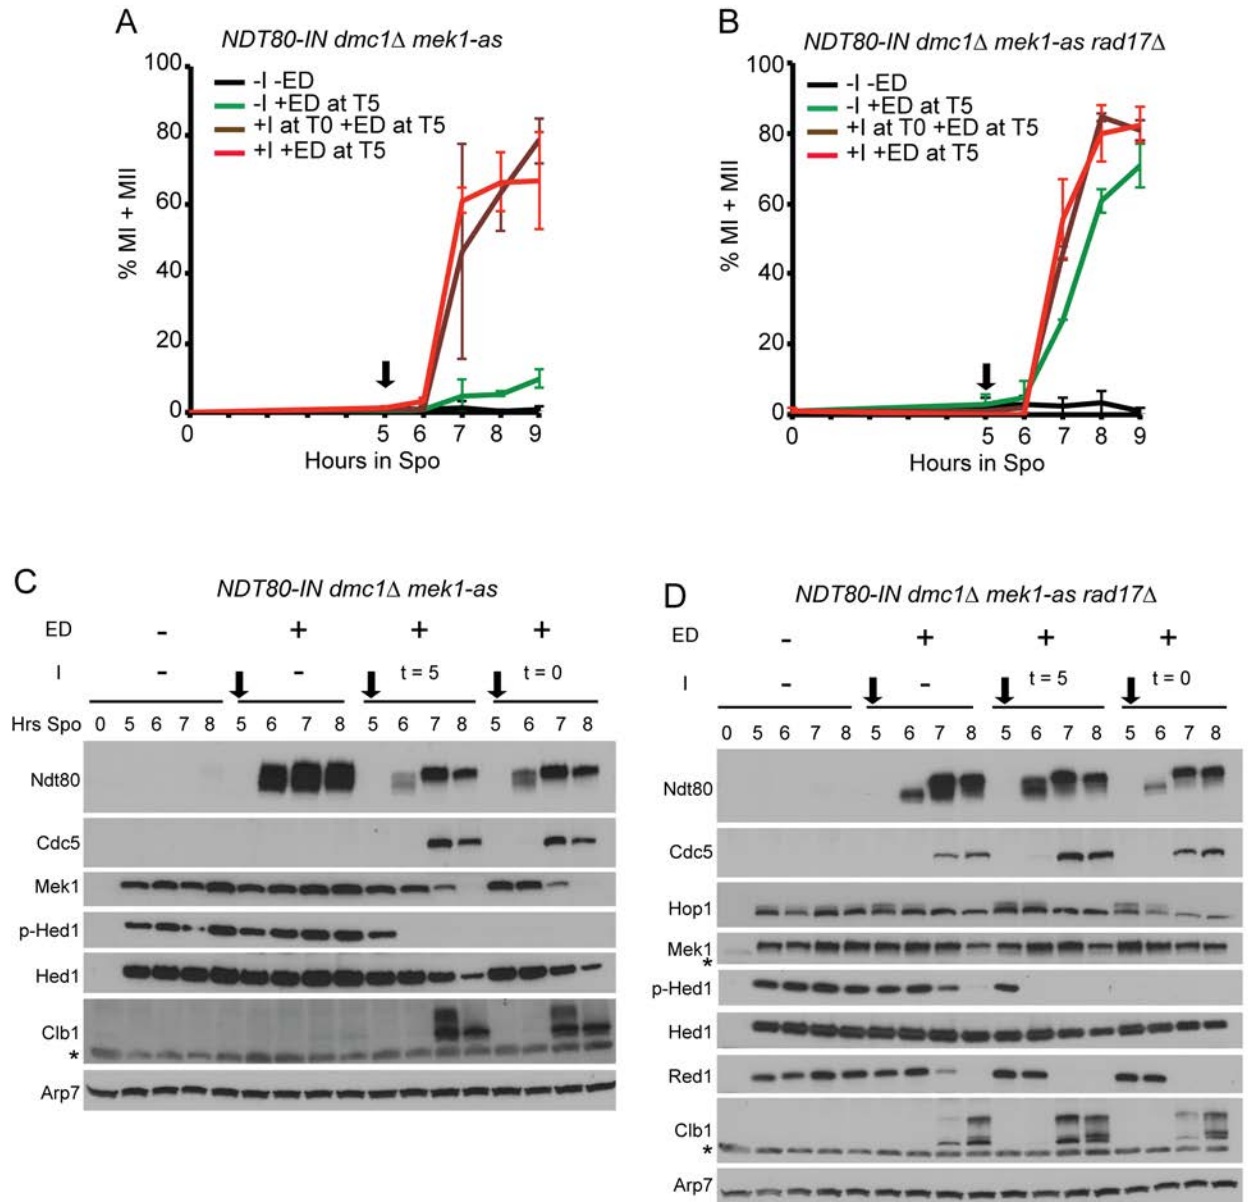 A
NDT80-IN dmc1Δ mek1-as
100
80
60
40
20
0
% MI + MII
-I -ED
-I +ED at T5
+I at T0 +ED at T5
+I +ED at T5
0 5 6 7 8 9
Hours in Spo
B
NDT80-IN dmc1Δ mek1-as rad17Δ
100
80
60
40
20
0
% MI + MII
-I -ED
-I +ED at T5
+I at T0 +ED at T5
+I +ED at T5
0 5 6 7 8 9
Hours in Spo
C
NDT80-IN dmc1Δ mek1-as
ED - + + +
I - - t = 5 t = 0
Hrs Spo 0 5 6 7 8 5 6 7 8 5 6 7 8 5 6 7 8
Ndt80
Cdc5
Mek1
p-Hed1
Hed1
Clb1
*
Arp7
D
NDT80-IN dmc1Δ mek1-as rad17Δ
ED - + + +
I - - t = 5 t = 0
Hrs Spo 0 5 6 7 8 5 6 7 8 5 6 7 8 5 6 7 8
Ndt80
Cdc5
Hop1
Mek1
*
p-Hed1
Hed1
Red1
Clb1
*
Arp7